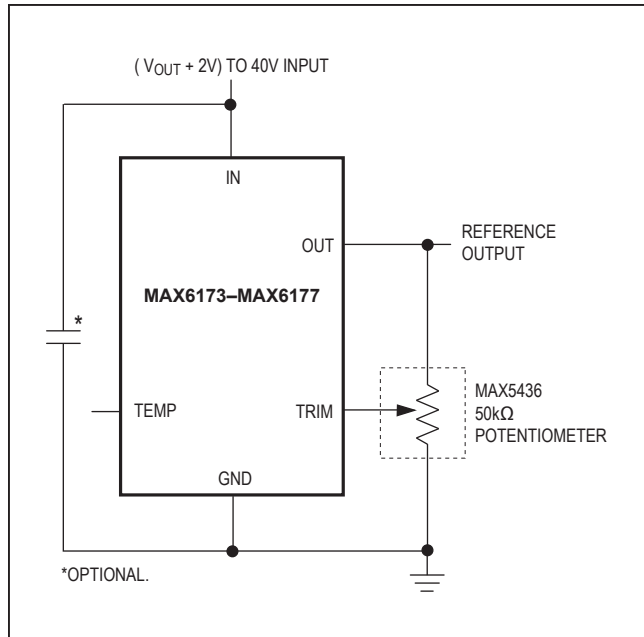 ( VOUT + 2V) TO 40V INPUT
IN
OUT
REFERENCE
OUTPUT
MAX6173–MAX6177
*
TEMP
TRIM
MAX5436
50kΩ
POTENTIOMETER
GND
*OPTIONAL.